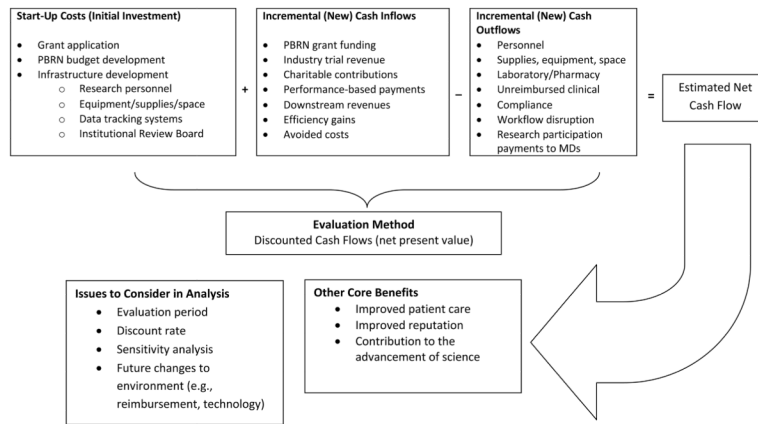 Start-Up Costs (Initial Investment)
• Grant application
• PBRN budget development
• Infrastructure development
o Research personnel
o Equipment/supplies/space
o Data tracking systems
o Institutional Review Board
+
Incremental (New) Cash Inflows
• PBRN grant funding
• Industry trial revenue
• Charitable contributions
• Performance-based payments
• Downstream revenues
• Efficiency gains
• Avoided costs
–
Incremental (New) Cash
Outflows
• Personnel
• Supplies, equipment, space
• Laboratory/Pharmacy
• Unreimbursed clinical
• Compliance
• Workflow disruption
• Research participation
payments to MDs
=
Estimated Net
Cash Flow
Evaluation Method
Discounted Cash Flows (net present value)
Issues to Consider in Analysis
• Evaluation period
• Discount rate
• Sensitivity analysis
• Future changes to
environment (e.g.,
reimbursement, technology)
Other Core Benefits
• Improved patient care
• Improved reputation
• Contribution to the
advancement of science